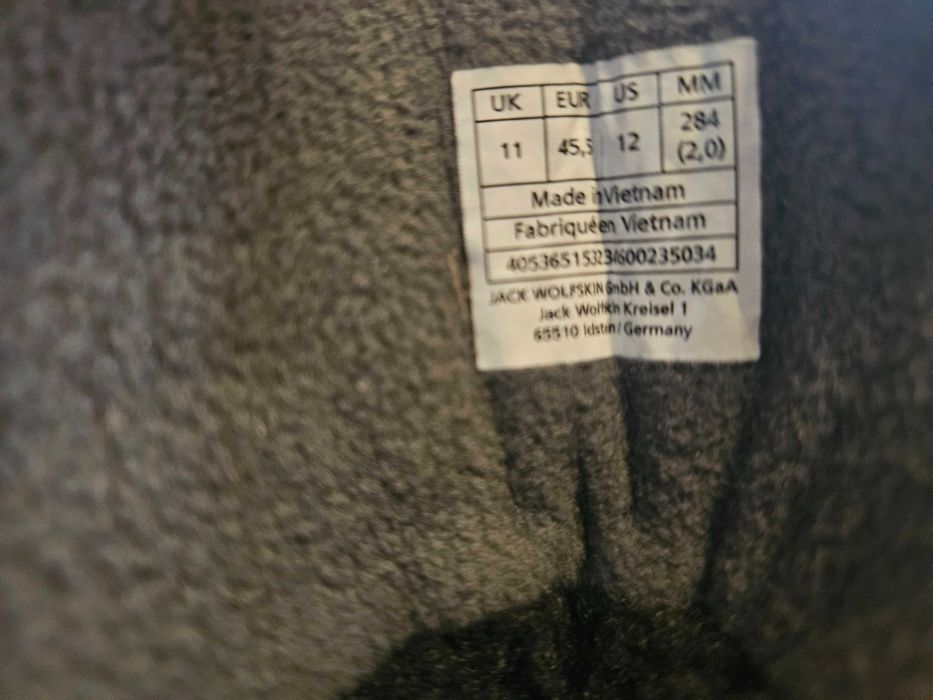 UK EUR US MM
11 45,5 12 284 (2,0)
Made in Vietnam
Fabriqué en Vietnam
JACK WOLFSKIN GmbH & Co. KGaA
Jack Wolfskin Kreisel 1
65510 Idstein/Germany